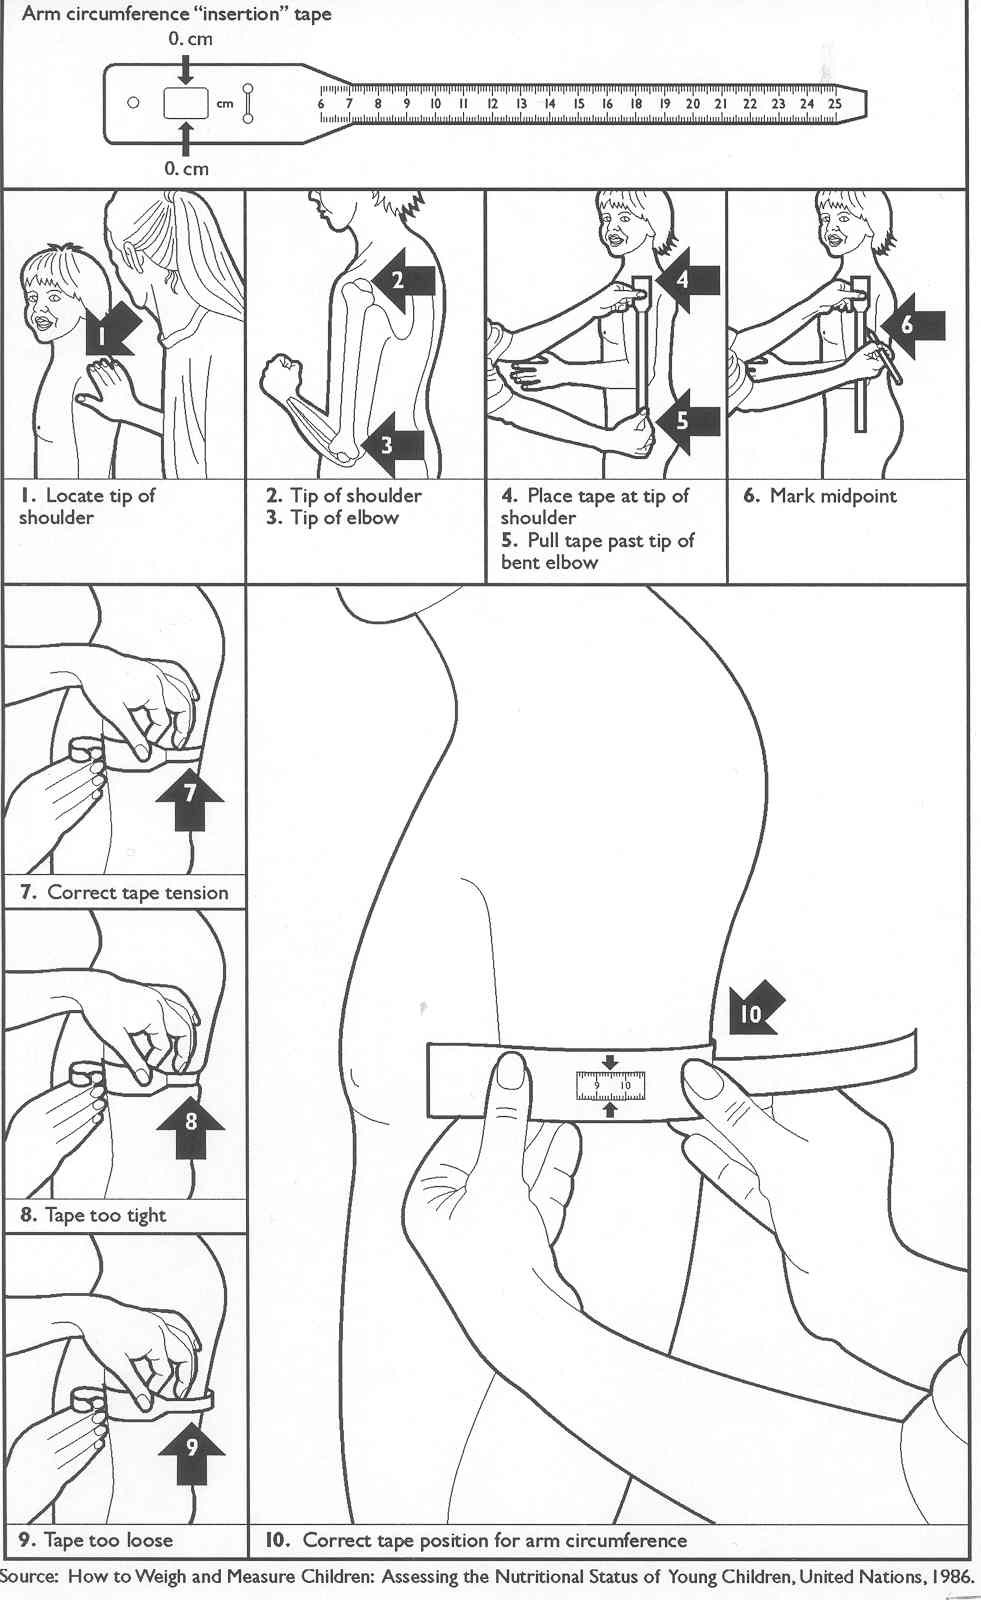 Arm circumference “insertion” tape
0. cm
cm
6 7 8 9 10 11 12 13 14 15 16 18 19 20 21 22 23 24 25
0. cm
1
2
3
4
5
6
1. Locate tip of
shoulder
2. Tip of shoulder
3. Tip of elbow
4. Place tape at tip of
shoulder
5. Pull tape past tip of
bent elbow
6. Mark midpoint
7
7. Correct tape tension
8
8. Tape too tight
9
9. Tape too loose
10
9 10
10. Correct tape position for arm circumference
Source: How to Weigh and Measure Children: Assessing the Nutritional Status of Young Children, United Nations, 1986.